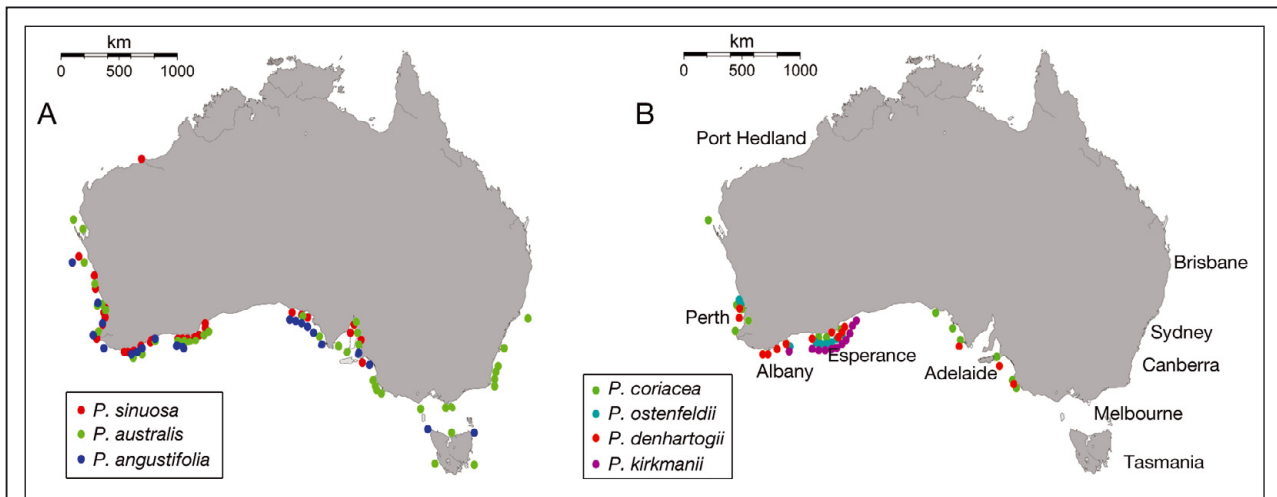 km
0 500 1000
A
P. sinuosa
P. australis
P. angustifolia
km
0 500 1000
B
Port Hedland
Brisbane
Perth
Sydney
Esperance
Canberra
Albany
Adelaide
Melbourne
Tasmania
P. coriacea
P. ostenfeldii
P. denhartogii
P. kirkmanii